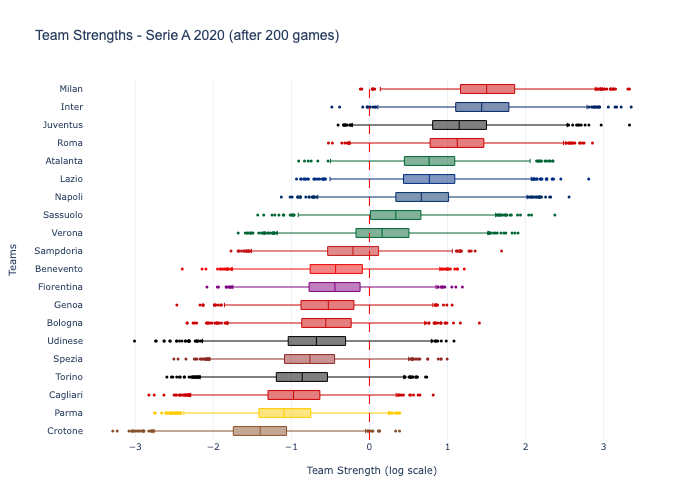 Team Strengths - Serie A 2020 (after 200 games)
Milan
Inter
Juventus
Roma
Atalanta
Lazio
Napoli
Sassuolo
Verona
Sampdoria
Benevento
Fiorentina
Genoa
Bologna
Udinese
Spezia
Torino
Cagliari
Parma
Crotone
Teams
−3 −2 −1 0 1 2 3
Team Strength (log scale)